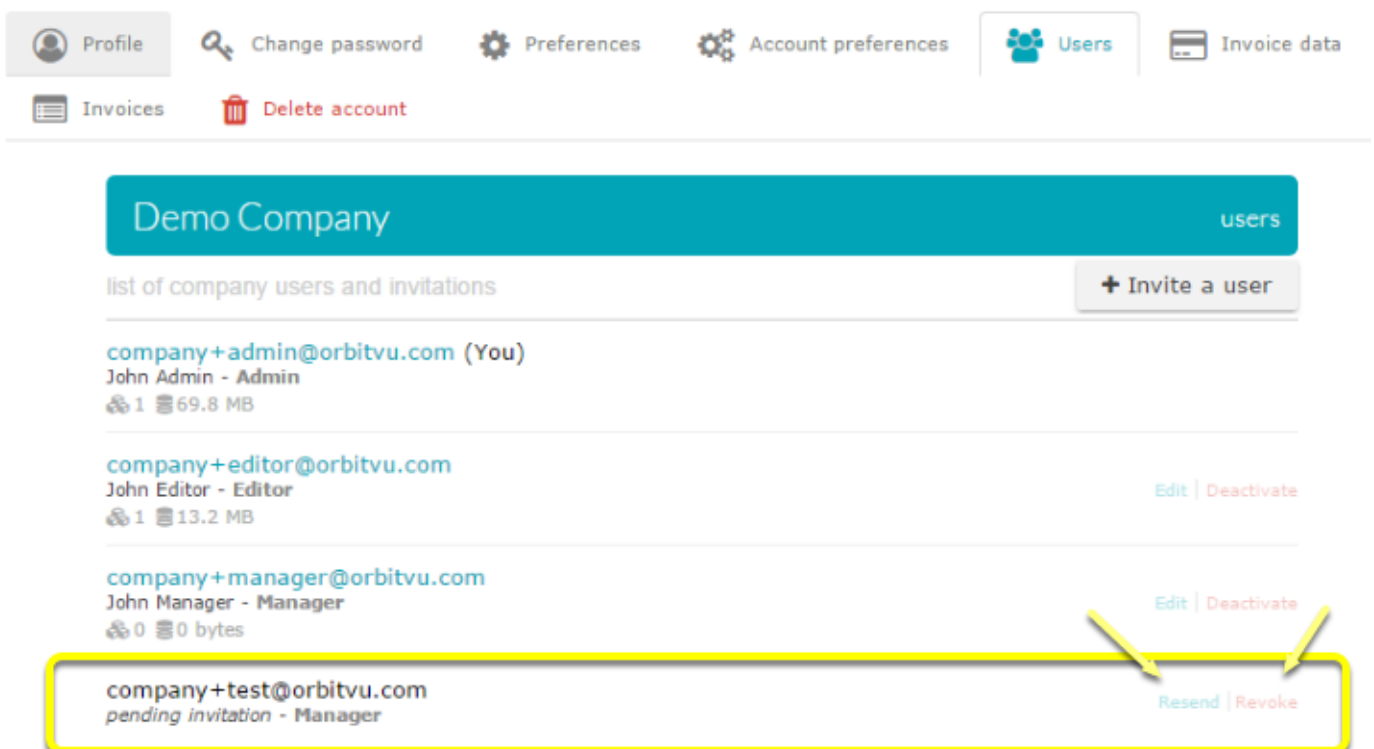 Profile Change password Preferences Account preferences Users Invoice data
Invoices Delete account
Demo Company users
list of company users and invitations + Invite a user
company+admin@orbitvu.com (You)
John Admin - Admin
1 69.8 MB
company+editor@orbitvu.com
John Editor - Editor Edit | Deactivate
1 13.2 MB
company+manager@orbitvu.com
John Manager - Manager Edit | Deactivate
0 0 bytes
company+test@orbitvu.com
pending invitation - Manager Resend | Revoke